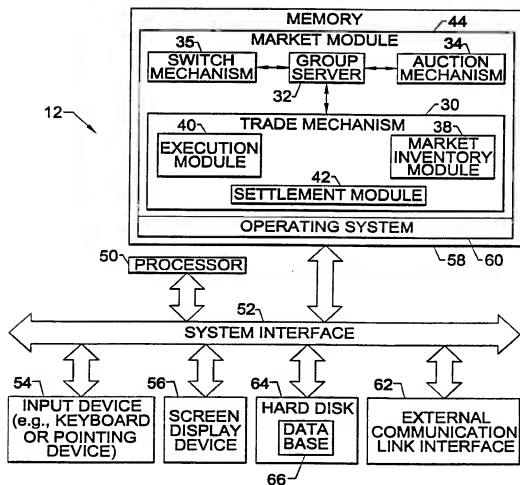 MEMORY
MARKET MODULE
44
35
34
SWITCH
MECHANISM
GROUP
SERVER
AUCTION
MECHANISM
32
12
30
TRADE MECHANISM
40
38
EXECUTION
MODULE
MARKET
INVENTORY
MODULE
42
SETTLEMENT MODULE
OPERATING SYSTEM
50
58
60
PROCESSOR
52
SYSTEM INTERFACE
54
56
64
62
INPUT DEVICE
(e.g., KEYBOARD
OR POINTING
DEVICE)
SCREEN
DISPLAY
DEVICE
HARD DISK
DATA
BASE
66
EXTERNAL
COMMUNICATION
LINK INTERFACE